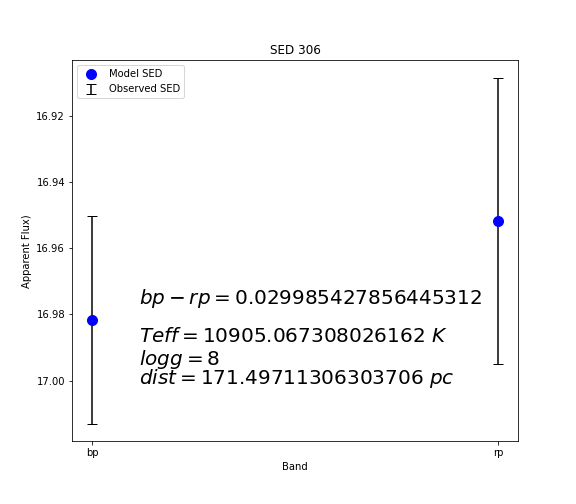 SED 306
Model SED
Observed SED
16.92
16.94
16.96
16.98
17.00
Apparent Flux)
bp − rp = 0.029985427856445312
Teff = 10905.067308026162 K
logg = 8
dist = 171.49711306303706 pc
bp
rp
Band